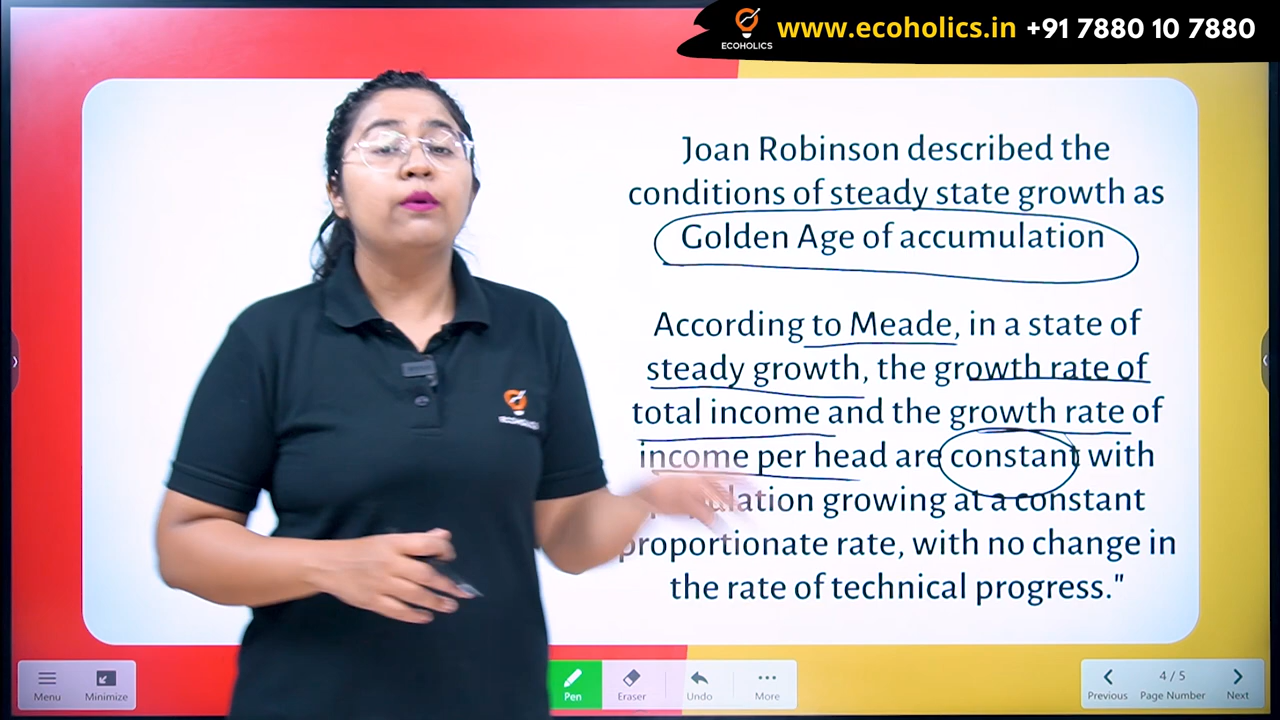 ECOHOLICS
www.ecoholics.in +91 7880 10 7880
Joan Robinson described the
conditions of steady state growth as
Golden Age of accumulation
According to Meade, in a state of
steady growth, the growth rate of
total income and the growth rate of
income per head are constant with
growing at a constant
proportionate rate, with no change in
the rate of technical progress."
ECOHOLICS
Menu
Minimize
Pen
Eraser
Undo
More
Previous
4 / 5
Page Number
Next